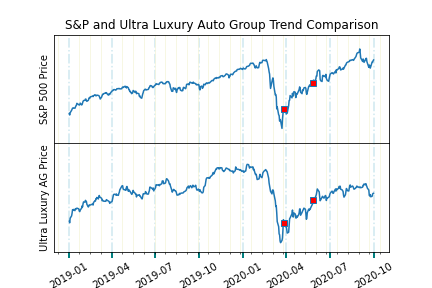 S&P and Ultra Luxury Auto Group Trend Comparison
S&P 500 Price
Ultra Luxury AG Price
2019-01
2019-04
2019-07
2019-10
2020-01
2020-04
2020-07
2020-10